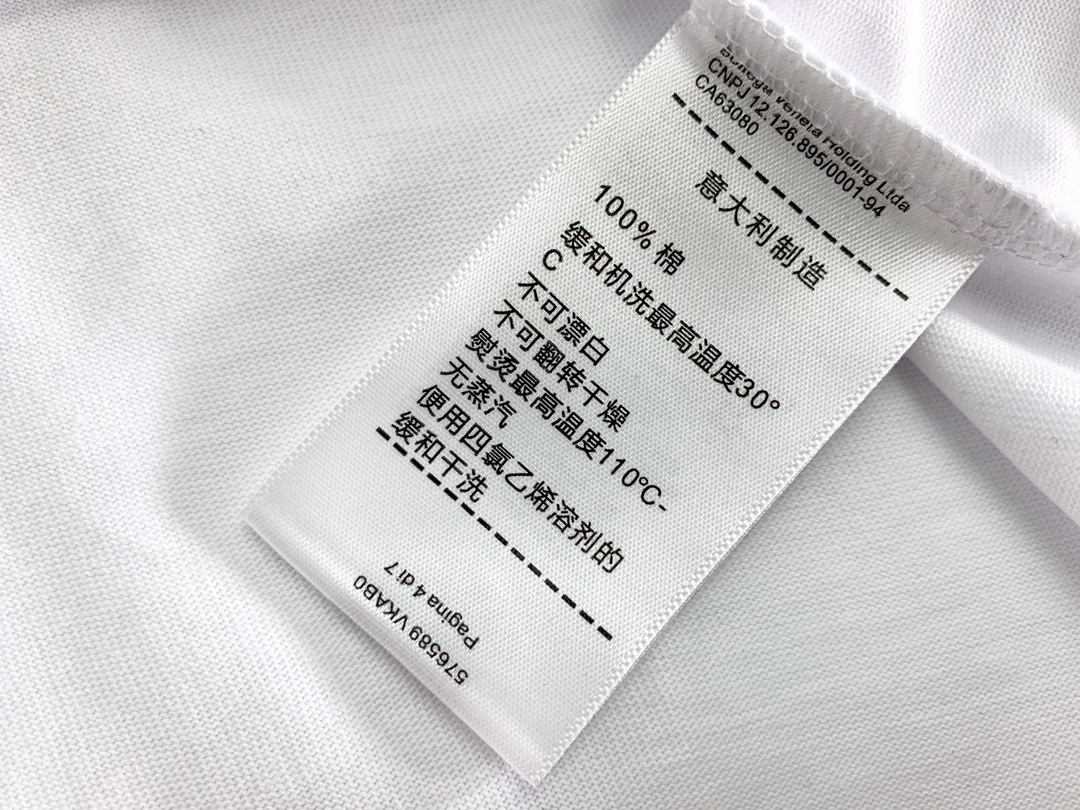 Bottega Veneta Holding Ltda
CNPJ 12.126.895/0001-94
CA63080
意大利制造
100% 棉
缓和机洗最高温度30°
C
不可漂白
不可翻转干燥
熨烫最高温度110°C-
无蒸汽
使用四氯乙烯溶剂的
缓和干洗
Pagina 4 di 7
576589 VKAB0